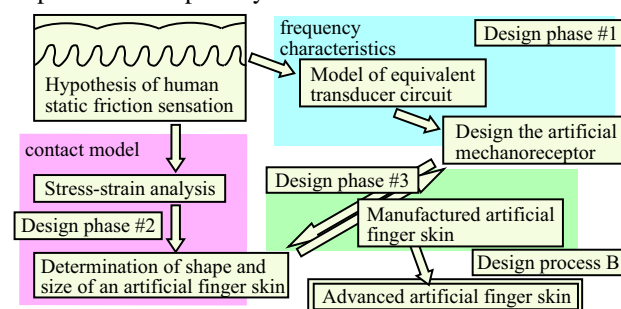 frequency
characteristics
Design phase #1
Hypothesis of human
static friction sensation
Model of equivalent
transducer circuit
Design the artificial
mechanoreceptor
contact model
Stress-strain analysis
Design phase #2
Determination of shape and
size of an artificial finger skin
Design phase #3
Manufactured artificial
finger skin
Design process B
Advanced artificial finger skin